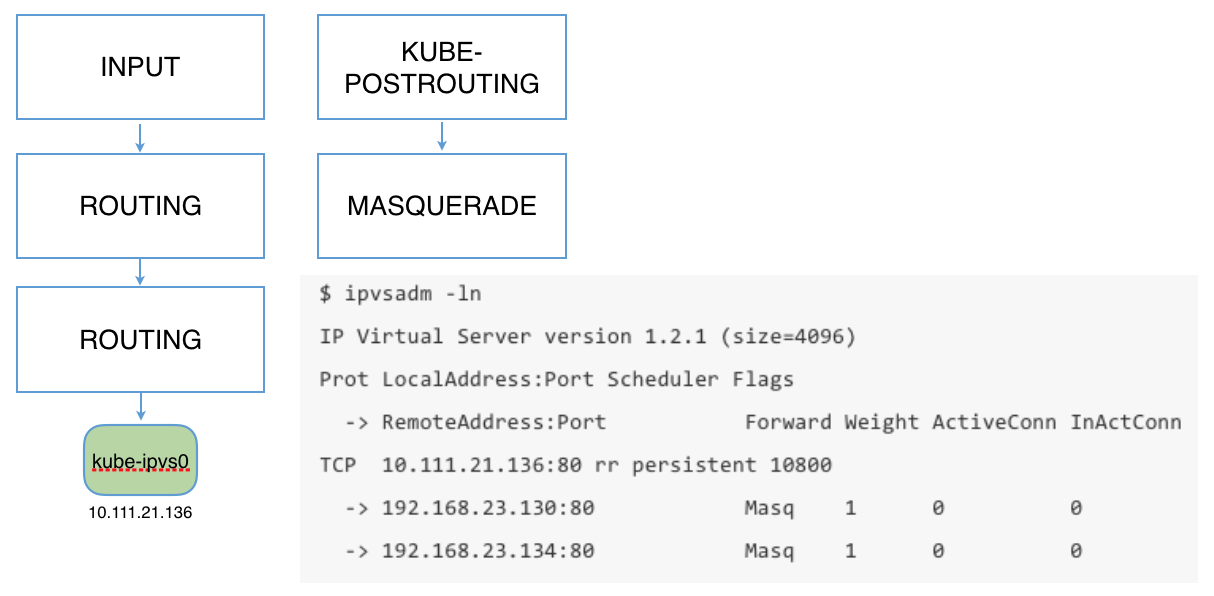 INPUT
KUBE-
POSTROUTING
ROUTING
MASQUERADE
ROUTING
kube-ipvs0
10.111.21.136
$ ipvsadm -ln
IP Virtual Server version 1.2.1 (size=4096)
Prot LocalAddress:Port Scheduler Flags
-> RemoteAddress:Port Forward Weight ActiveConn InActConn
TCP 10.111.21.136:80 rr persistent 10800
-> 192.168.23.130:80 Masq 1 0 0
-> 192.168.23.134:80 Masq 1 0 0